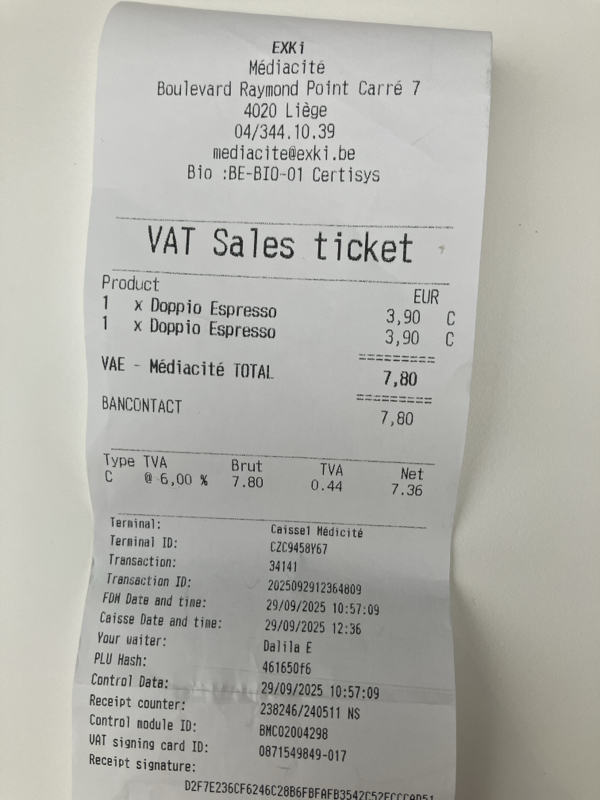 EXKi
Médiacité
Boulevard Raymond Point Carré 7
4020 Liège
04/344.10.39
mediacite@exki.be
Bio :BE-BIO-01 Certisys
VAT Sales ticket
Product EUR
1 x Doppio Espresso 3,90 C
1 x Doppio Espresso 3,90 C
=========
VAE - Médiacité TOTAL 7,80
=========
BANCONTACT 7,80
Type TVA Brut TVA Net
C @ 6,00 % 7.80 0.44 7.36
Terminal: Caisse1 Médicité
Terminal ID: CZC9458Y67
Transaction: 34141
Transaction ID: 2025092912364809
FDM Date and time: 29/09/2025 10:57:09
Caisse Date and time: 29/09/2025 12:36
Your waiter: Dalila E
PLU Hash: 461650f6
Control Data: 29/09/2025 10:57:09
Receipt counter: 238246/240511 NS
Control module ID: BMC02004298
VAT signing card ID: 0871549849-017
Receipt signature: